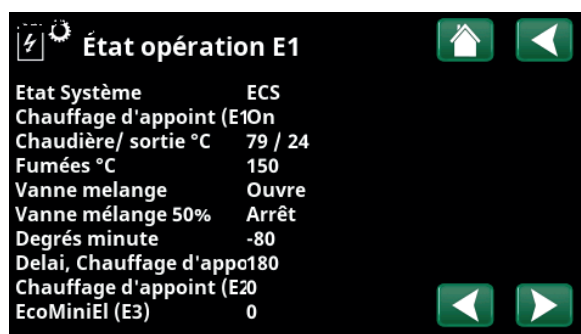 État opération E1
Etat Système ECS
Chauffage d'appoint (E1On
Chaudière/ sortie °C 79 / 24
Fumées °C 150
Vanne melange Ouvre
Vanne mélange 50% Arrêt
Degrés minute -80
Delai, Chauffage d'appo180
Chauffage d'appoint (E20
EcoMiniEl (E3) 0